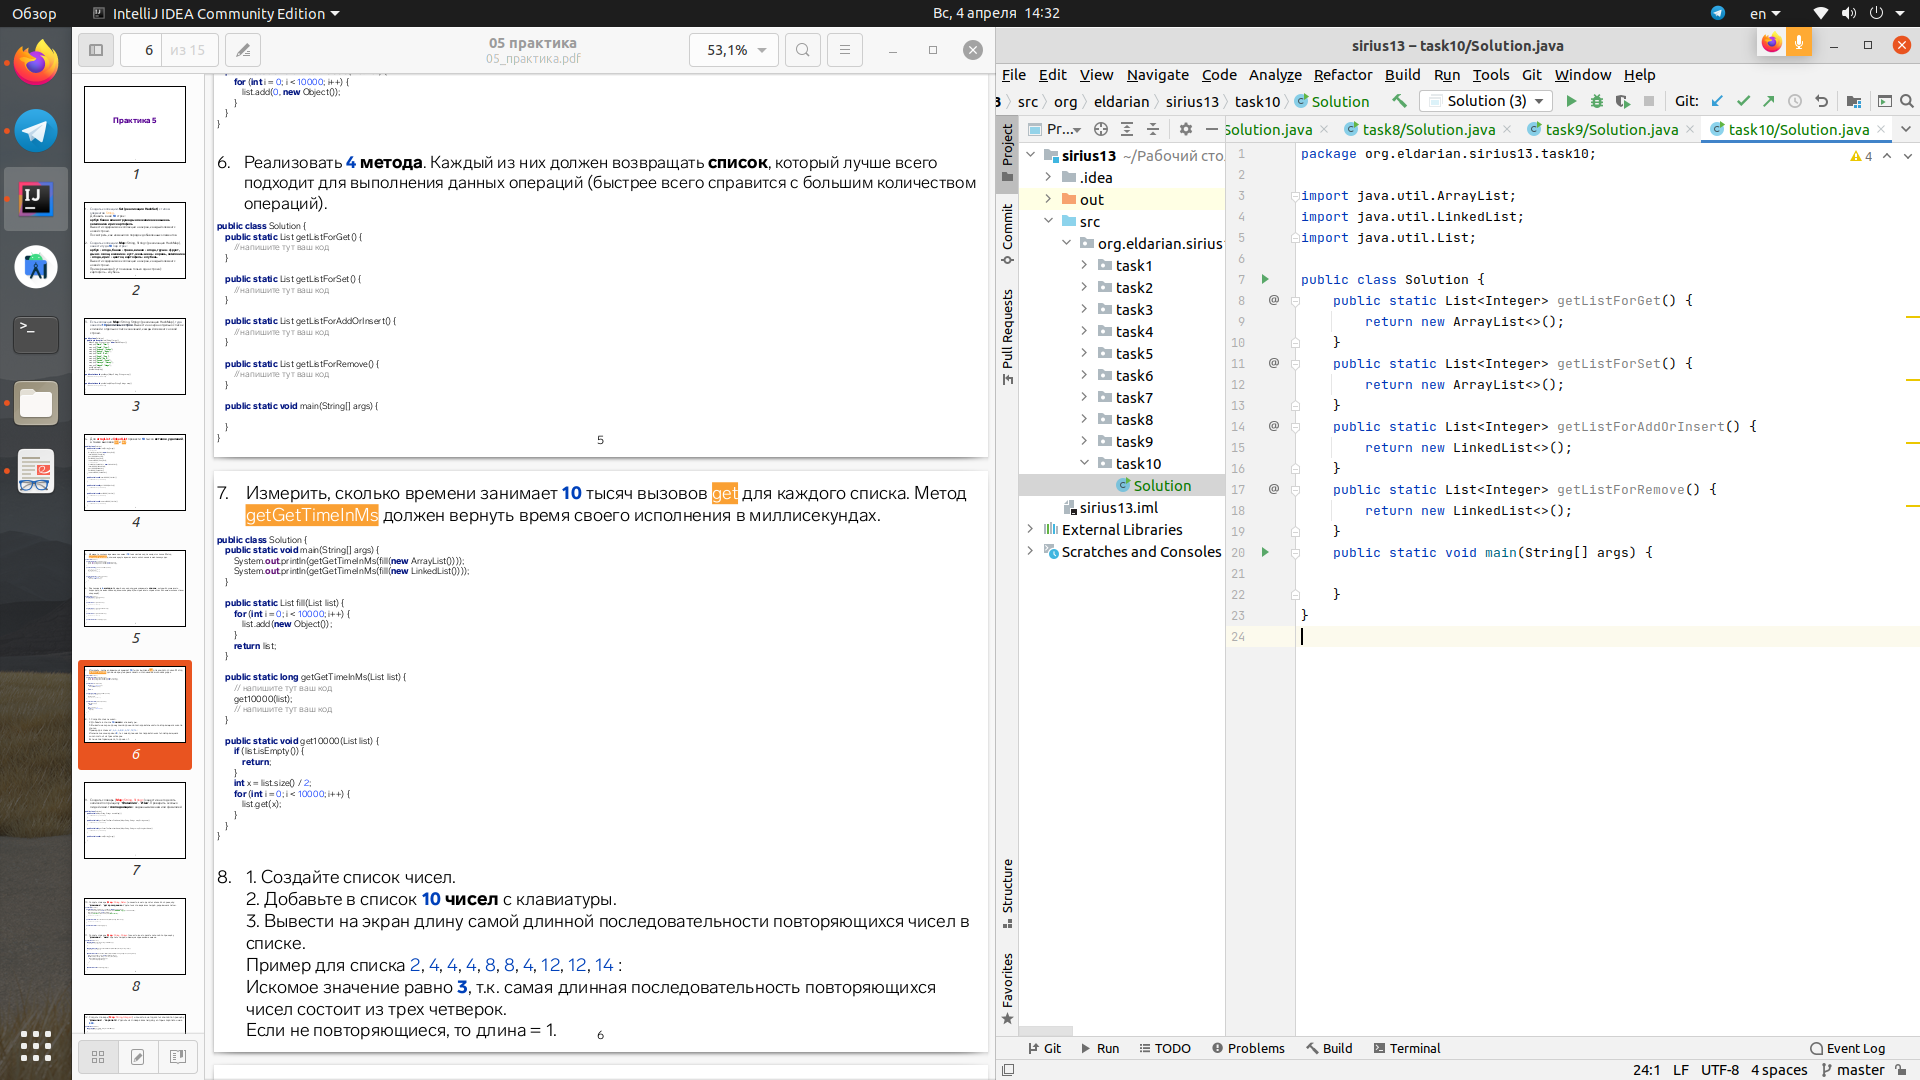 Обзор
IntelliJ IDEA Community Edition
Вс, 4 апреля 14:32
en
6 из 15
05 практика
05_практика.pdf
53,1%
Практика 5
1
2
3
4
5
6
7
8
for (int i = 0; i < 10000; i++) {
list.add(0, new Object());
}
}
}
6. Реализовать 4 метода. Каждый из них должен возвращать список, который лучше всего
подходит для выполнения данных операций (быстрее всего справится с большим количеством
операций).
public class Solution {
public static List getListForGet() {
//напишите тут ваш код
}
public static List getListForSet() {
//напишите тут ваш код
}
public static List getListForAddOrInsert() {
//напишите тут ваш код
}
public static List getListForRemove() {
//напишите тут ваш код
}
public static void main(String[] args) {
}
}
5
7. Измерить, сколько времени занимает 10 тысяч вызовов get для каждого списка. Метод
getGetTimeInMs должен вернуть время своего исполнения в миллисекундах.
public class Solution {
public static void main(String[] args) {
System.out.println(getGetTimeInMs(fill(new ArrayList())));
System.out.println(getGetTimeInMs(fill(new LinkedList())));
}
public static List fill(List list) {
for (int i = 0; i < 10000; i++) {
list.add(new Object());
}
return list;
}
public static long getGetTimeInMs(List list) {
// напишите тут ваш код
get10000(list);
// напишите тут ваш код
}
public static void get10000(List list) {
if (list.isEmpty()) {
return;
}
int x = list.size() / 2;
for (int i = 0; i < 10000; i++) {
list.get(x);
}
}
}
8. 1. Создайте список чисел.
2. Добавьте в список 10 чисел с клавиатуры.
3. Вывести на экран длину самой длинной последовательности повторяющихся чисел в
списке.
Пример для списка 2, 4, 4, 4, 8, 8, 4, 12, 12, 14 :
Искомое значение равно 3, т.к. самая длинная последовательность повторяющихся
чисел состоит из трех четверок.
Если не повторяющиеся, то длина = 1.
6
sirius13 – task10/Solution.java
File Edit View Navigate Code Analyze Refactor Build Run Tools Git Window Help
3 src org eldarian sirius13 task10 Solution
Solution (3)
Git:
Pr...
Solution.java
task8/Solution.java
task9/Solution.java
task10/Solution.java
Project
Commit
Pull Requests
Structure
Favorites
sirius13 ~/Рабочий сто
.idea
out
src
org.eldarian.sirius
task1
task2
task3
task4
task5
task6
task7
task8
task9
task10
Solution
sirius13.iml
External Libraries
Scratches and Consoles
4
1 package org.eldarian.sirius13.task10;
2
3 import java.util.ArrayList;
4 import java.util.LinkedList;
5 import java.util.List;
6
7 public class Solution {
8 @ public static List<Integer> getListForGet() {
9 return new ArrayList<>();
10 }
11 @ public static List<Integer> getListForSet() {
12 return new ArrayList<>();
13 }
14 @ public static List<Integer> getListForAddOrInsert() {
15 return new LinkedList<>();
16 }
17 @ public static List<Integer> getListForRemove() {
18 return new LinkedList<>();
19 }
20 public static void main(String[] args) {
21
22 }
23 }
24
Git Run TODO Problems Build Terminal Event Log
24:1 LF UTF-8 4 spaces master